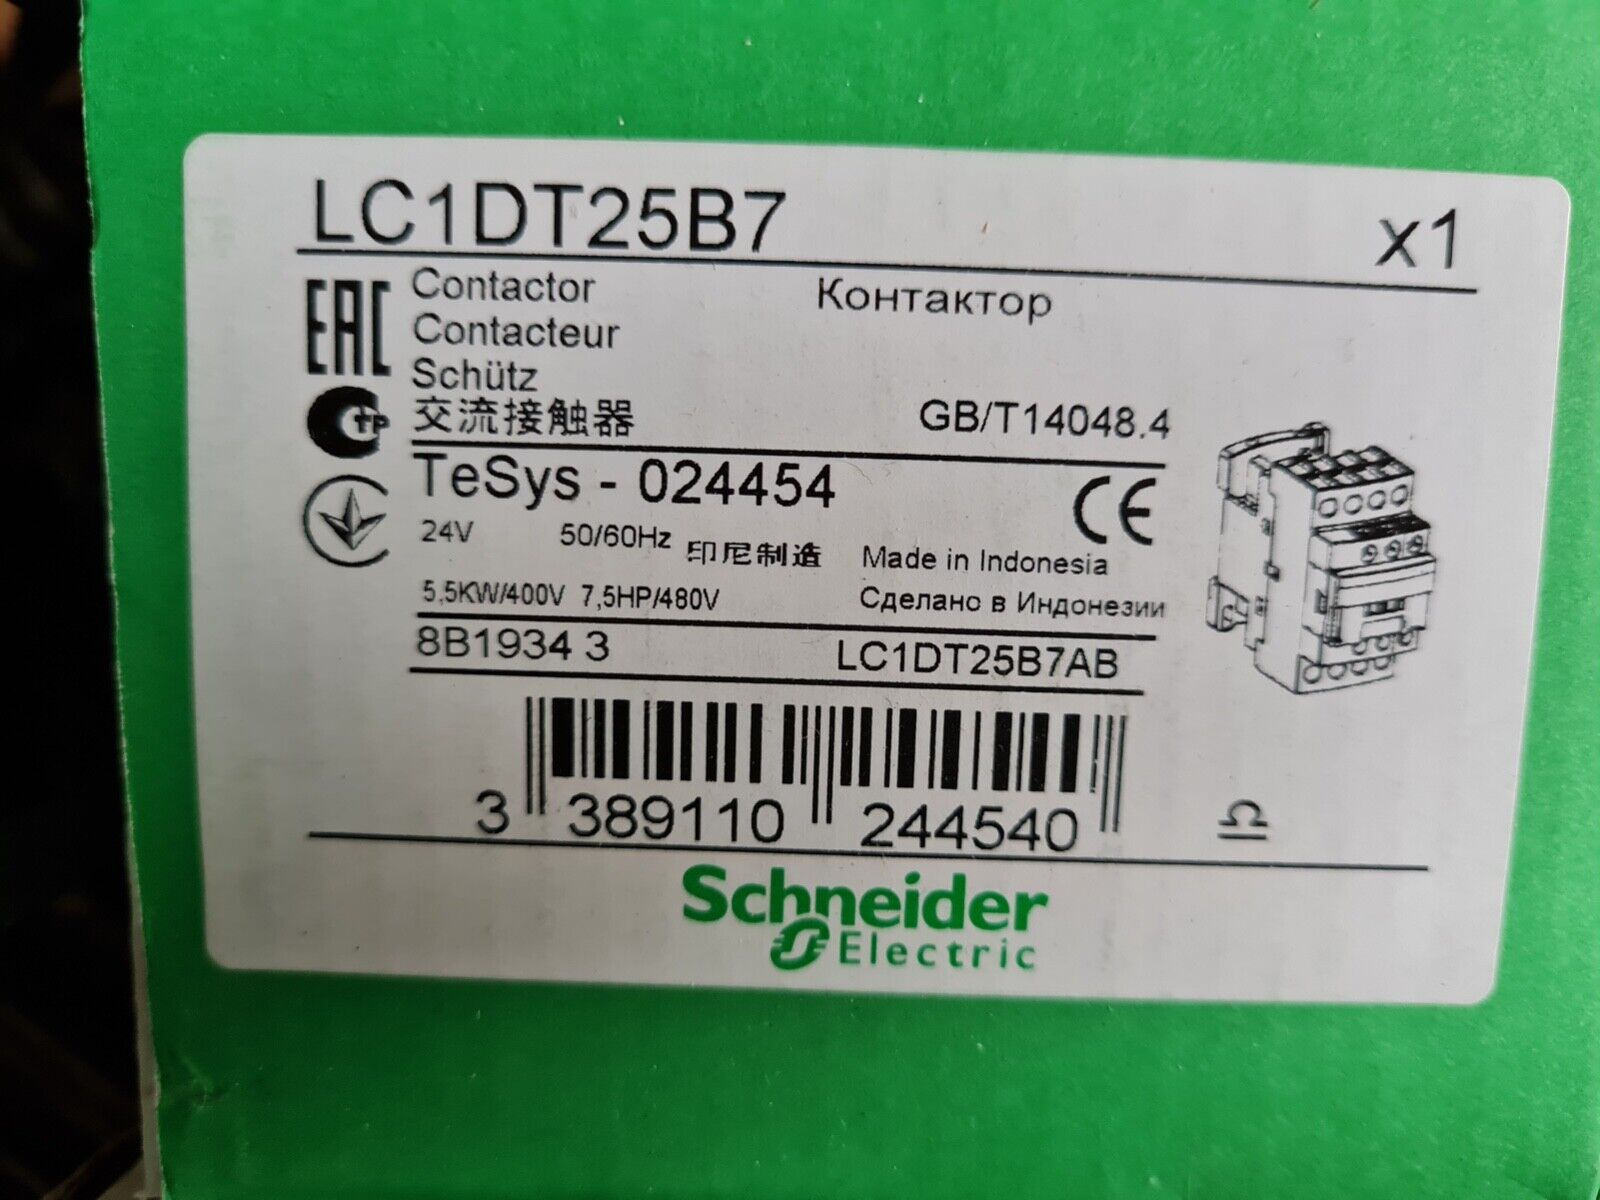 LC1DT25B7
x1
EAC
Contactor
Контактор
Contacteur
Schütz
交流接触器
GB/T14048.4
TeSys - 024454
CE
24V 50/60Hz 印尼制造 Made in Indonesia
5,5KW/400V 7,5HP/480V Сделано в Индонезии
8B1934 3 LC1DT25B7AB
3 389110 244540
Schneider
Electric